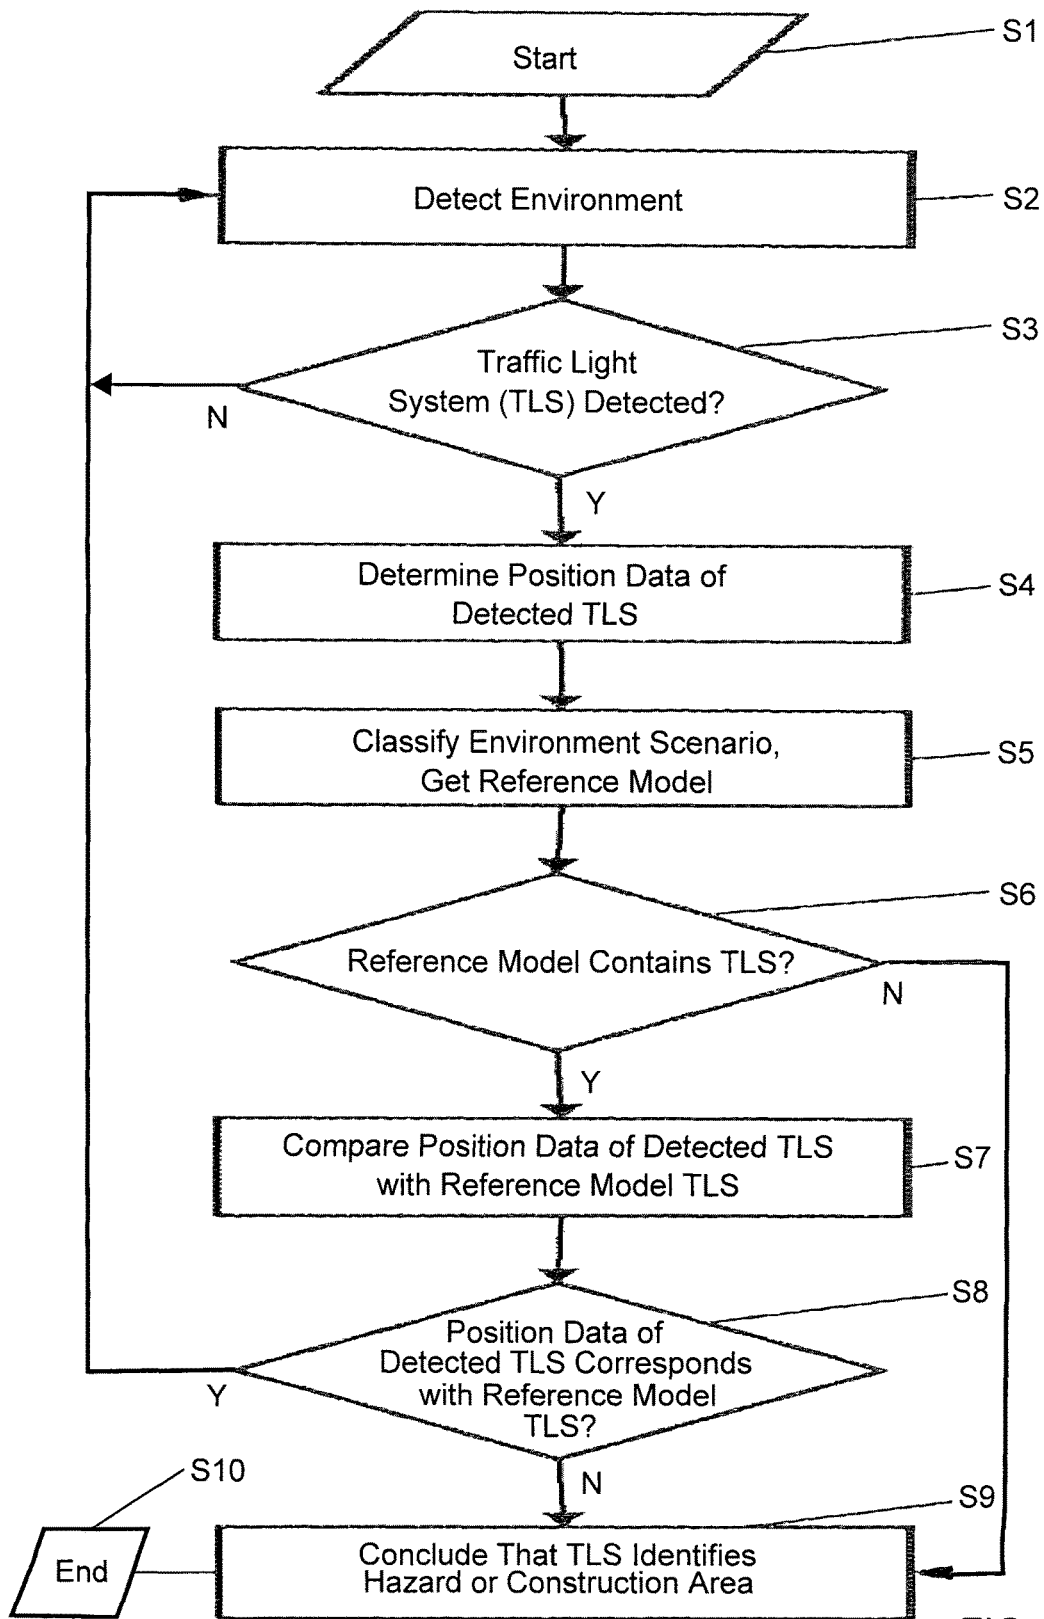 Start
S1
Detect Environment
S2
S3
Traffic Light
System (TLS) Detected?
N
Y
Determine Position Data of
Detected TLS
S4
Classify Environment Scenario,
Get Reference Model
S5
S6
Reference Model Contains TLS?
N
Y
Compare Position Data of Detected TLS
with Reference Model TLS
S7
S8
Position Data of
Detected TLS Corresponds
with Reference Model
TLS?
Y
N
S10
S9
End
Conclude That TLS Identifies
Hazard or Construction Area